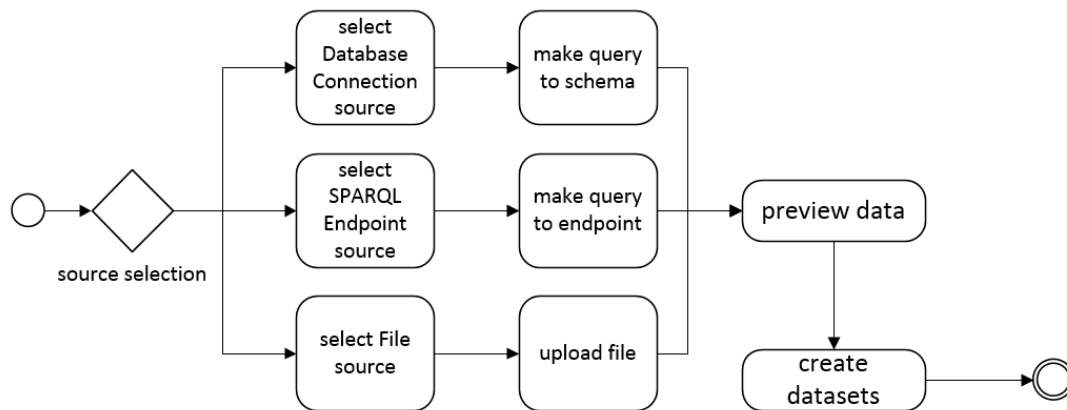 select
Database
Connection
source
make query
to schema
source selection
select
SPARQL
Endpoint
source
make query
to endpoint
preview data
select File
source
upload file
create
datasets